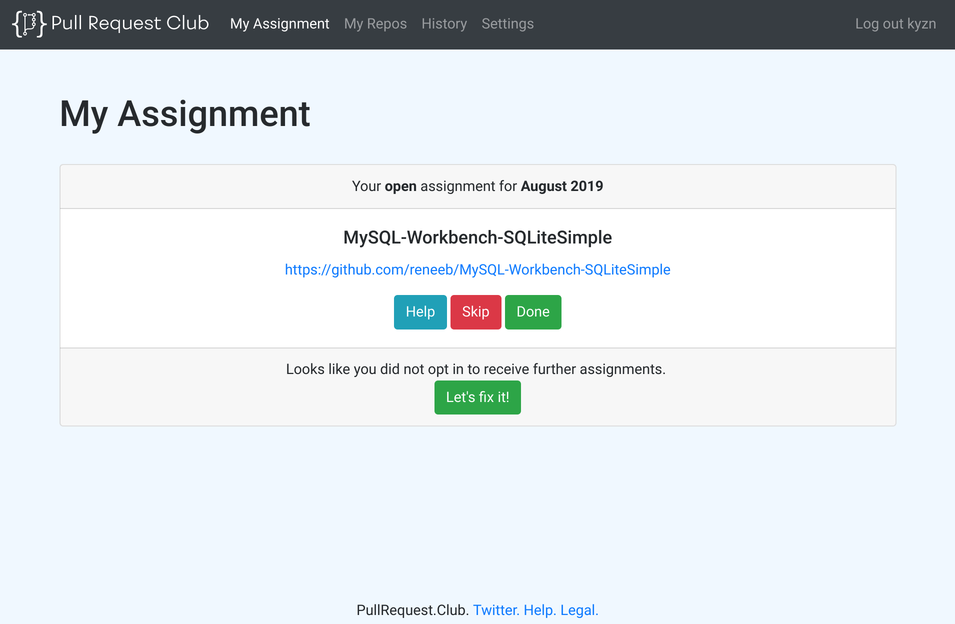 Pull Request Club My Assignment My Repos History Settings Log out kyzn
My Assignment
Your open assignment for August 2019
MySQL-Workbench-SQLiteSimple
https://github.com/reneeb/MySQL-Workbench-SQLiteSimple
Help Skip Done
Looks like you did not opt in to receive further assignments.
Let's fix it!
PullRequest.Club. Twitter. Help. Legal.